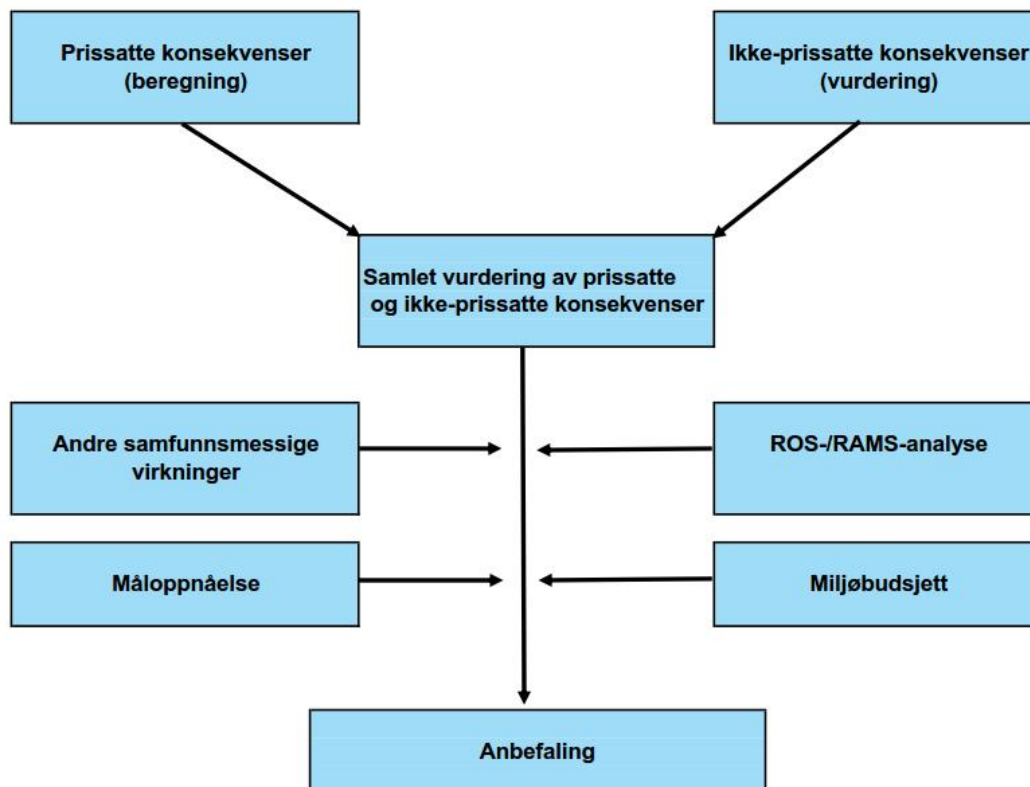 Prissatte konsekvenser
(beregning)
Ikke-prissatte konsekvenser
(vurdering)
Samlet vurdering av prissatte
og ikke-prissatte konsekvenser
Andre samfunnsmessige
virkninger
ROS-/RAMS-analyse
Måloppnåelse
Miljøbudsjett
Anbefaling